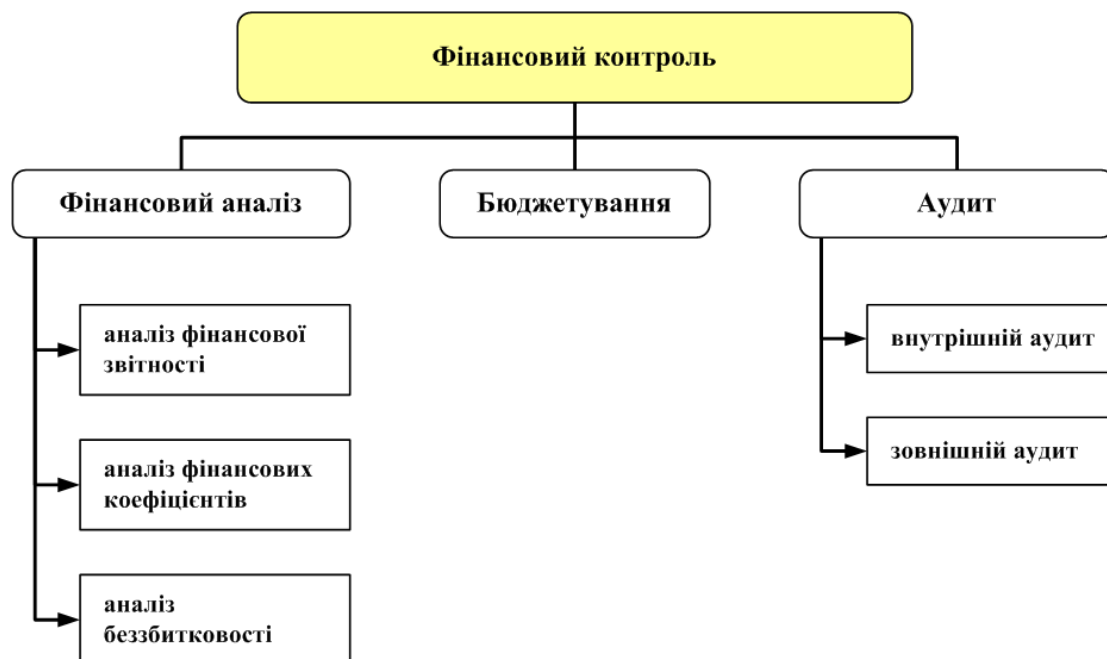 Фінансовий контроль
Фінансовий аналіз
Бюджетування
Аудит
аналіз фінансової
звітності
аналіз фінансових
коефіцієнтів
аналіз
беззбитковості
внутрішній аудит
зовнішній аудит